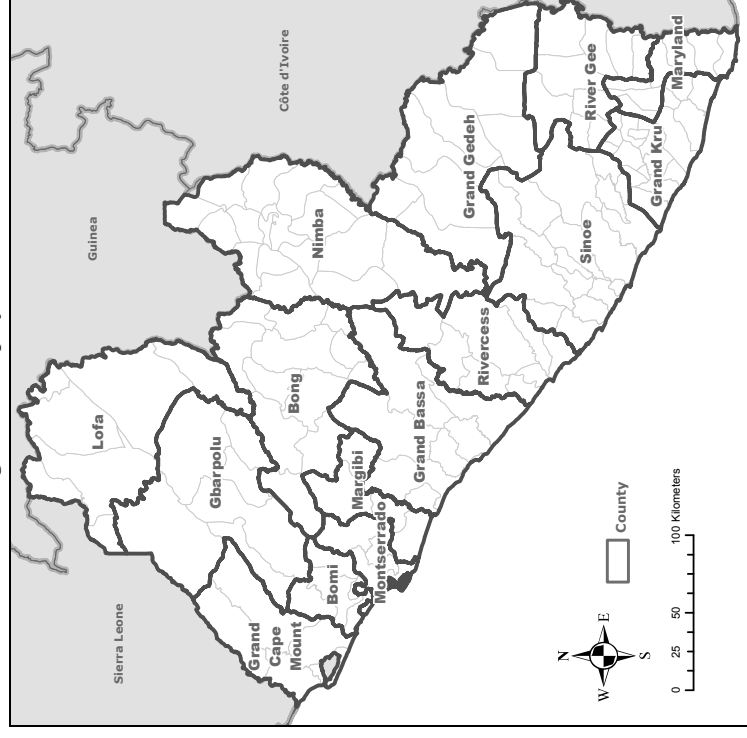 Guinea
Lofa
Sierra Leone
Gbarpolu
Côte d'Ivoire
Grand
Cape
Mount
Bong
Nimba
Bomi
Margibi
Montserrado
Grand Bassa
Grand Gedeh
Rivercess
Sinoe
River Gee
Grand Kru
Maryland
N
W E
S
County
0 25 50 100 Kilometers